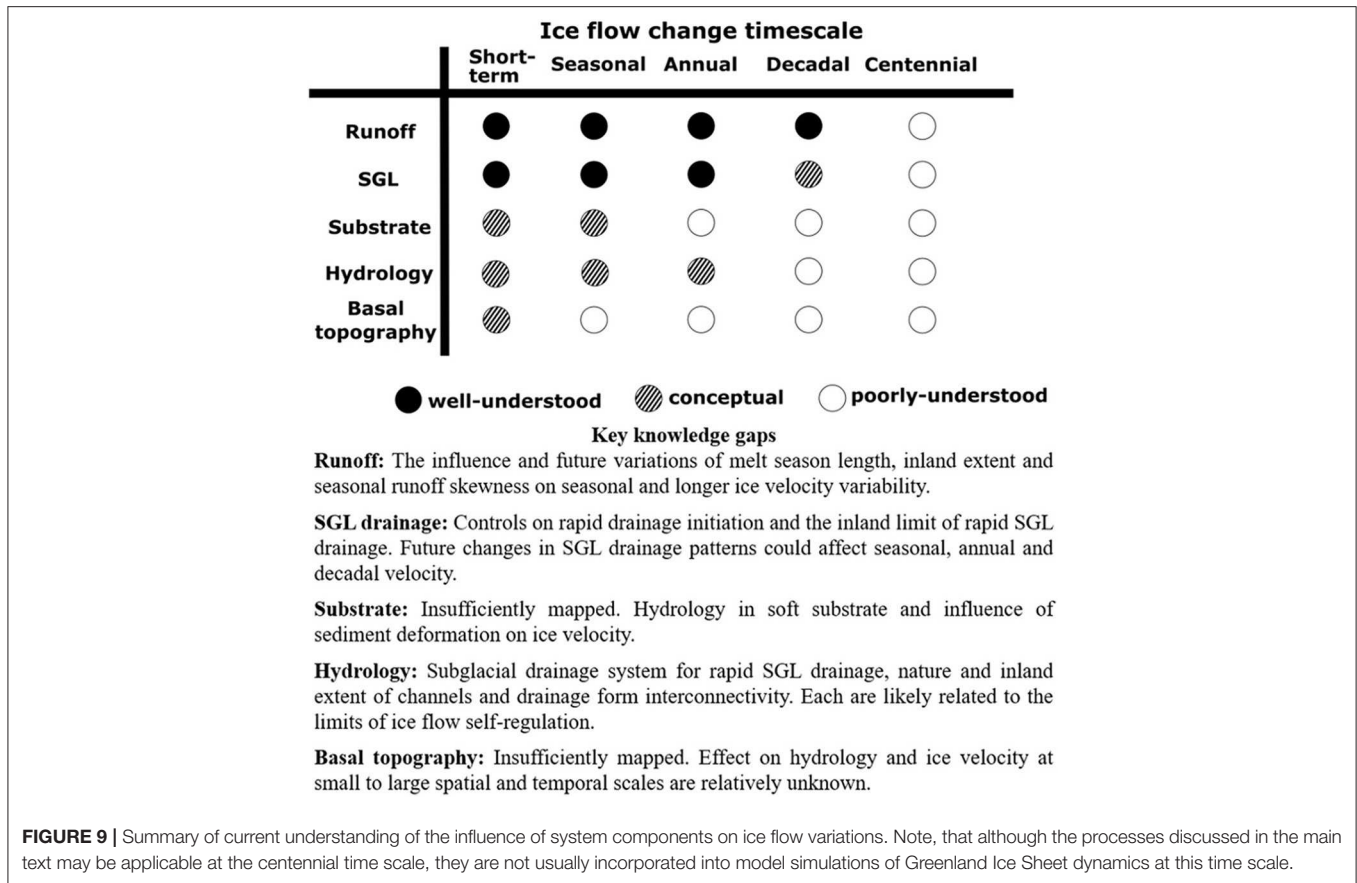 Ice flow change timescale
Short-
term Seasonal Annual Decadal Centennial
Runoff
SGL
Substrate
Hydrology
Basal
topography
well-understood conceptual poorly-understood
Key knowledge gaps
Runoff: The influence and future variations of melt season length, inland extent and
seasonal runoff skewness on seasonal and longer ice velocity variability.
SGL drainage: Controls on rapid drainage initiation and the inland limit of rapid SGL
drainage. Future changes in SGL drainage patterns could affect seasonal, annual and
decadal velocity.
Substrate: Insufficiently mapped. Hydrology in soft substrate and influence of
sediment deformation on ice velocity.
Hydrology: Subglacial drainage system for rapid SGL drainage, nature and inland
extent of channels and drainage form interconnectivity. Each are likely related to the
limits of ice flow self-regulation.
Basal topography: Insufficiently mapped. Effect on hydrology and ice velocity at
small to large spatial and temporal scales are relatively unknown.
FIGURE 9 | Summary of current understanding of the influence of system components on ice flow variations. Note, that although the processes discussed in the main
text may be applicable at the centennial time scale, they are not usually incorporated into model simulations of Greenland Ice Sheet dynamics at this time scale.